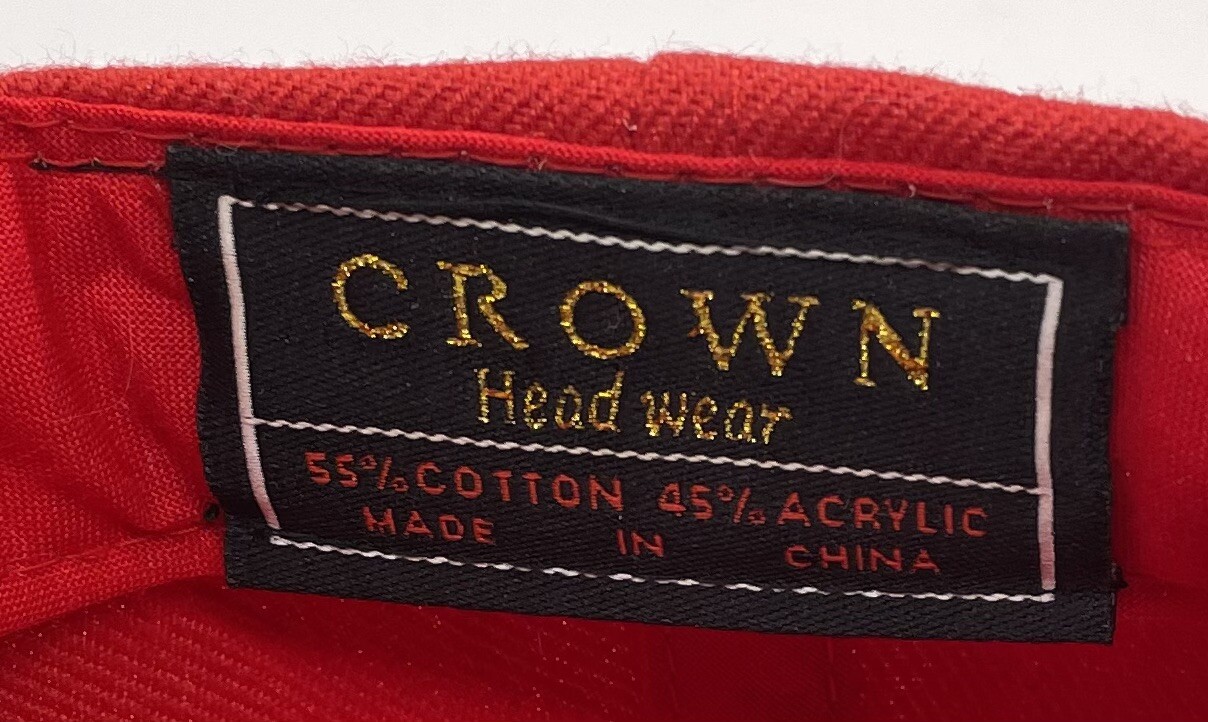 CROWN
Head wear
55% COTTON 45% ACRYLIC
MADE IN CHINA